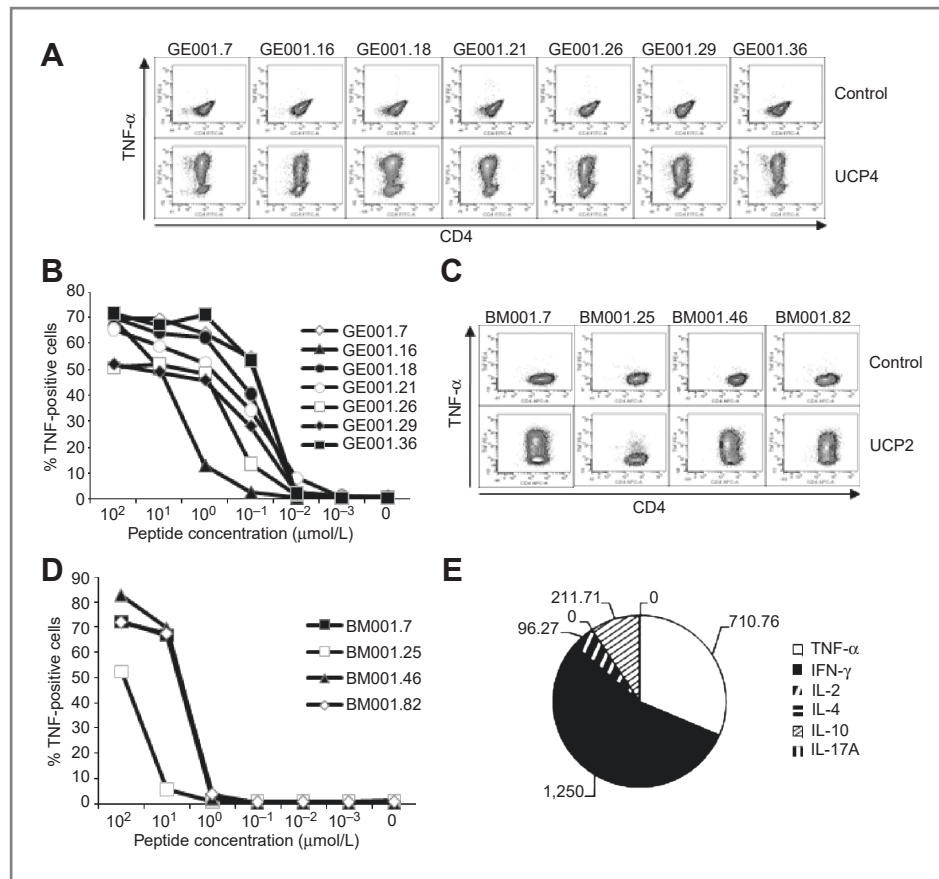 A
GE001.7 GE001.16 GE001.18 GE001.21 GE001.26 GE001.29 GE001.36
TNF-α
Control
UCP4
CD4
B
80
70
60
50
40
30
20
10
0
% TNF-positive cells
10² 10¹ 10⁰ 10⁻¹ 10⁻² 10⁻³ 0
Peptide concentration (μmol/L)
GE001.7
GE001.16
GE001.18
GE001.21
GE001.26
GE001.29
GE001.36
C
BM001.7 BM001.25 BM001.46 BM001.82
TNF-α
Control
UCP2
CD4
D
90
80
70
60
50
40
30
20
10
0
% TNF-positive cells
10² 10¹ 10⁰ 10⁻¹ 10⁻² 10⁻³ 0
Peptide concentration (μmol/L)
BM001.7
BM001.25
BM001.46
BM001.82
E
211.71
0
0
96.27
710.76
1,250
TNF-α
IFN-γ
IL-2
IL-4
IL-10
IL-17A